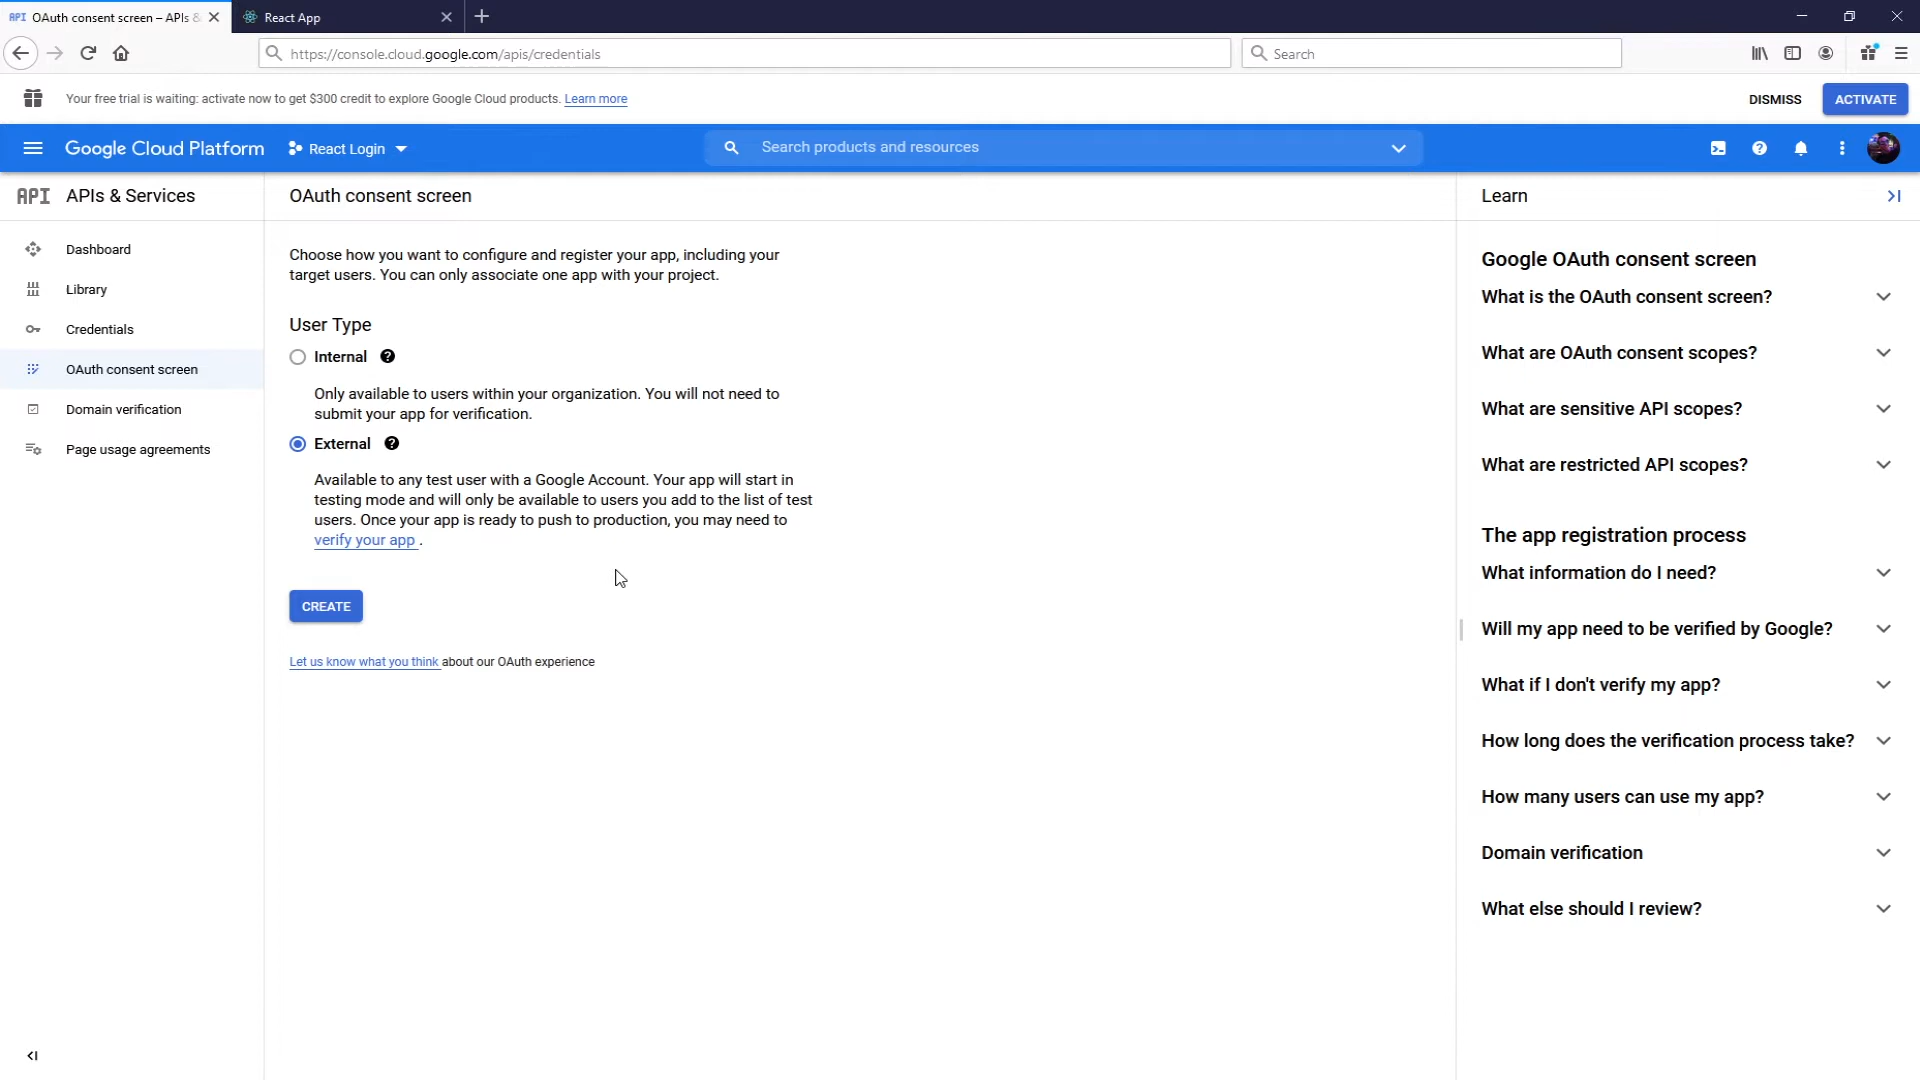 API OAuth consent screen – APIs &
React App
https://console.cloud.google.com/apis/credentials
Search
Your free trial is waiting: activate now to get $300 credit to explore Google Cloud products. Learn more
DISMISS
ACTIVATE
Google Cloud Platform
React Login
Search products and resources
API APIs & Services
Dashboard
Library
Credentials
OAuth consent screen
Domain verification
Page usage agreements
OAuth consent screen
Choose how you want to configure and register your app, including your
target users. You can only associate one app with your project.
User Type
Internal
Only available to users within your organization. You will not need to
submit your app for verification.
External
Available to any test user with a Google Account. Your app will start in
testing mode and will only be available to users you add to the list of test
users. Once your app is ready to push to production, you may need to
verify your app .
CREATE
Let us know what you think about our OAuth experience
Learn
Google OAuth consent screen
What is the OAuth consent screen?
What are OAuth consent scopes?
What are sensitive API scopes?
What are restricted API scopes?
The app registration process
What information do I need?
Will my app need to be verified by Google?
What if I don't verify my app?
How long does the verification process take?
How many users can use my app?
Domain verification
What else should I review?